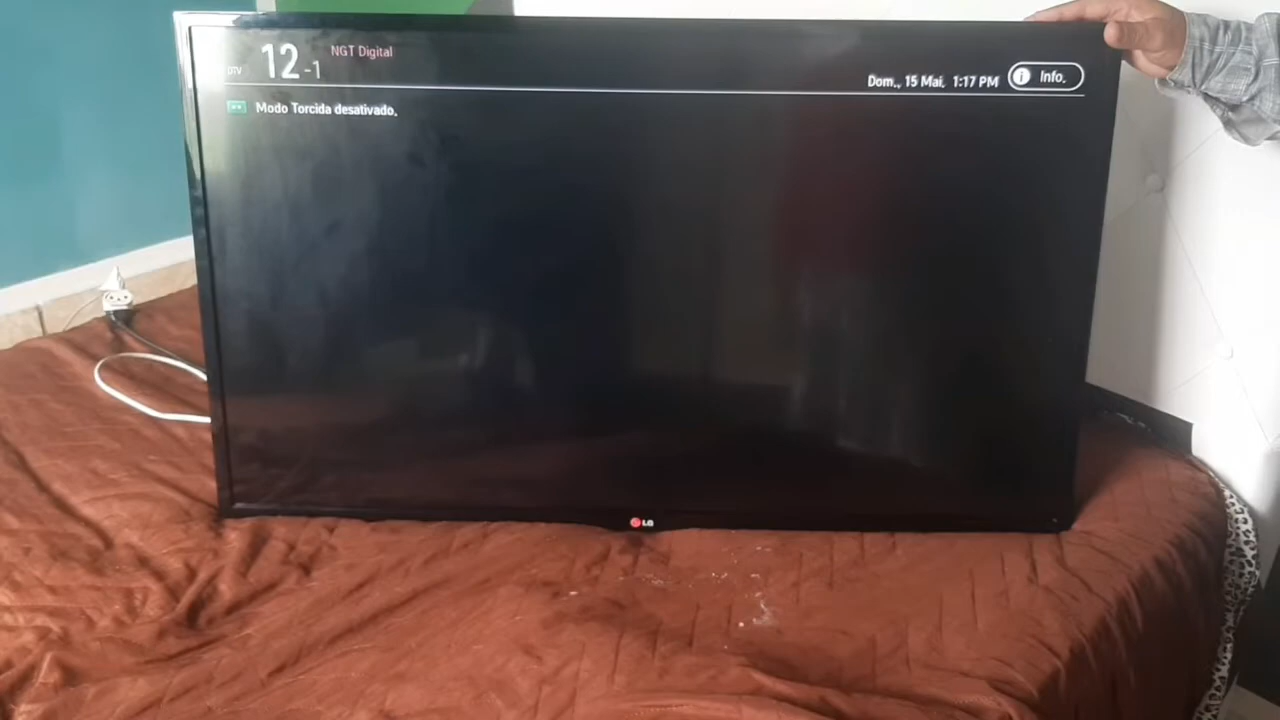 DTV 12-1 NGT Digital
Dom., 15 Mai, 1:17 PM
i Info.
Modo Torcida desativado.
LG